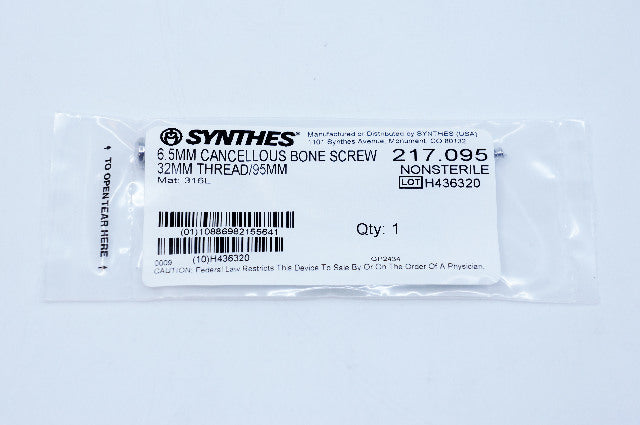 SYNTHES®
Manufactured or Distributed by SYNTHES (USA)
1101 Synthes Avenue, Monument, CO 80132
6.5MM CANCELLOUS BONE SCREW
217.095
32MM THREAD/95MM
NONSTERILE
Mat: 316L
LOT H436320
(01)10886982155641
Qty: 1
(10)H436320
0009
GP2434
CAUTION: Federal Law Restricts This Device To Sale By Or On The Order Of A Physician.
↑ TO OPEN TEAR HERE ↑